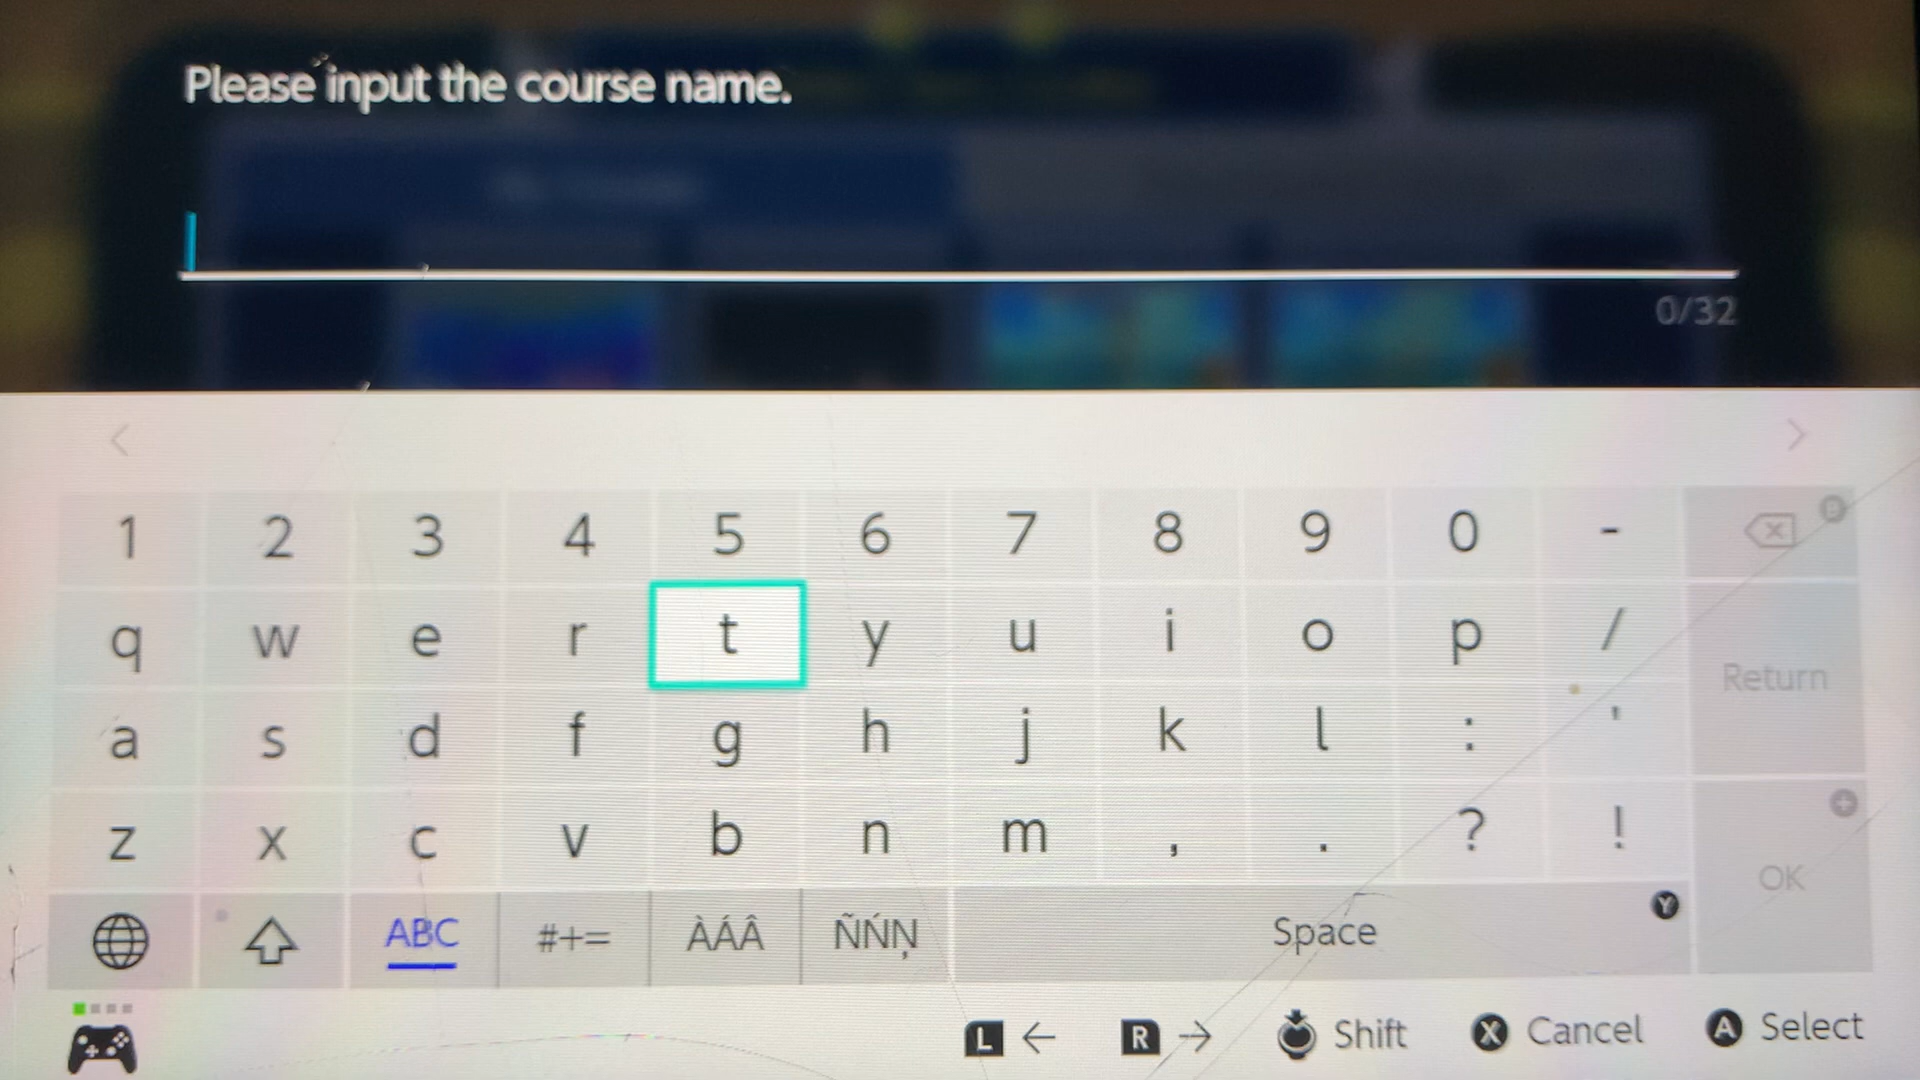 Please input the course name.
0/32
1 2 3 4 5 6 7 8 9 0 -
q w e r t y u i o p /
Return
a s d f g h j k l : '
z x c v b n m , . ? !
OK
ABC #+= ÀÁÂ ÑŃŅ Space Y
L ← R → Shift X Cancel A Select